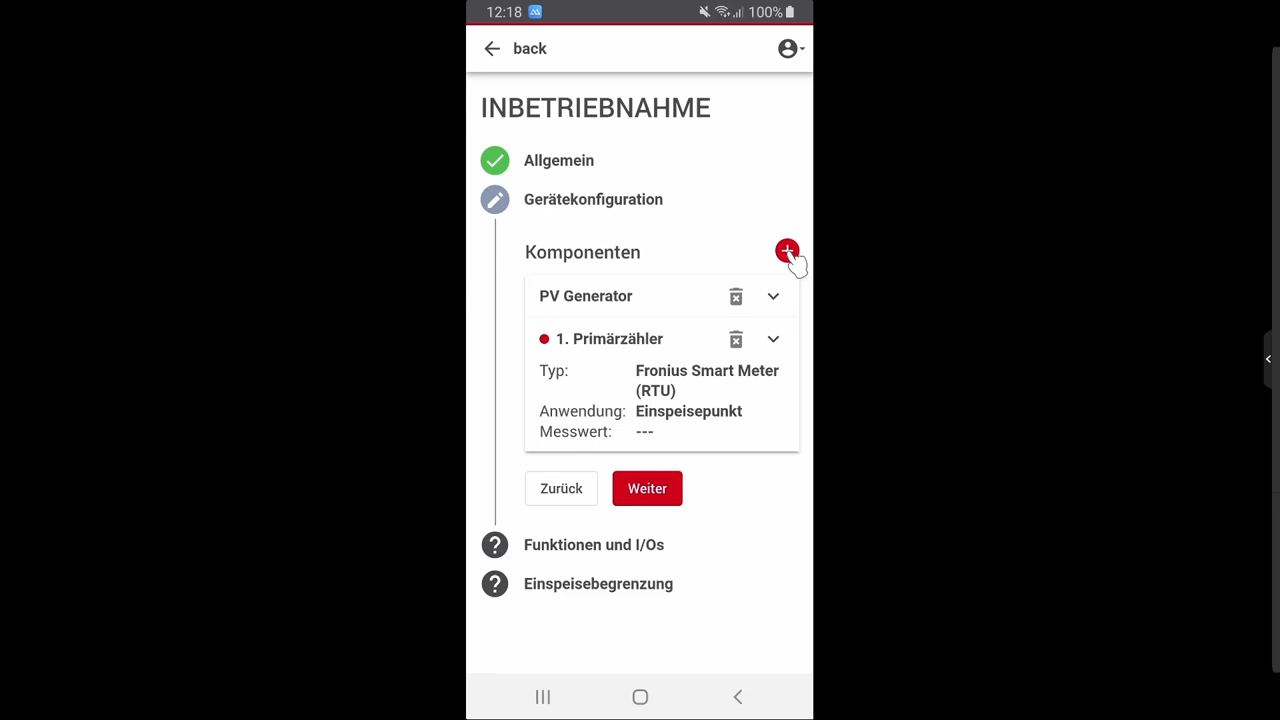 12:18 100%
back
INBETRIEBNAHME
Allgemein
Gerätekonfiguration
Komponenten
PV Generator
1. Primärzähler
Typ: Fronius Smart Meter
(RTU)
Anwendung: Einspeisepunkt
Messwert: ---
Zurück Weiter
Funktionen und I/Os
Einspeisebegrenzung